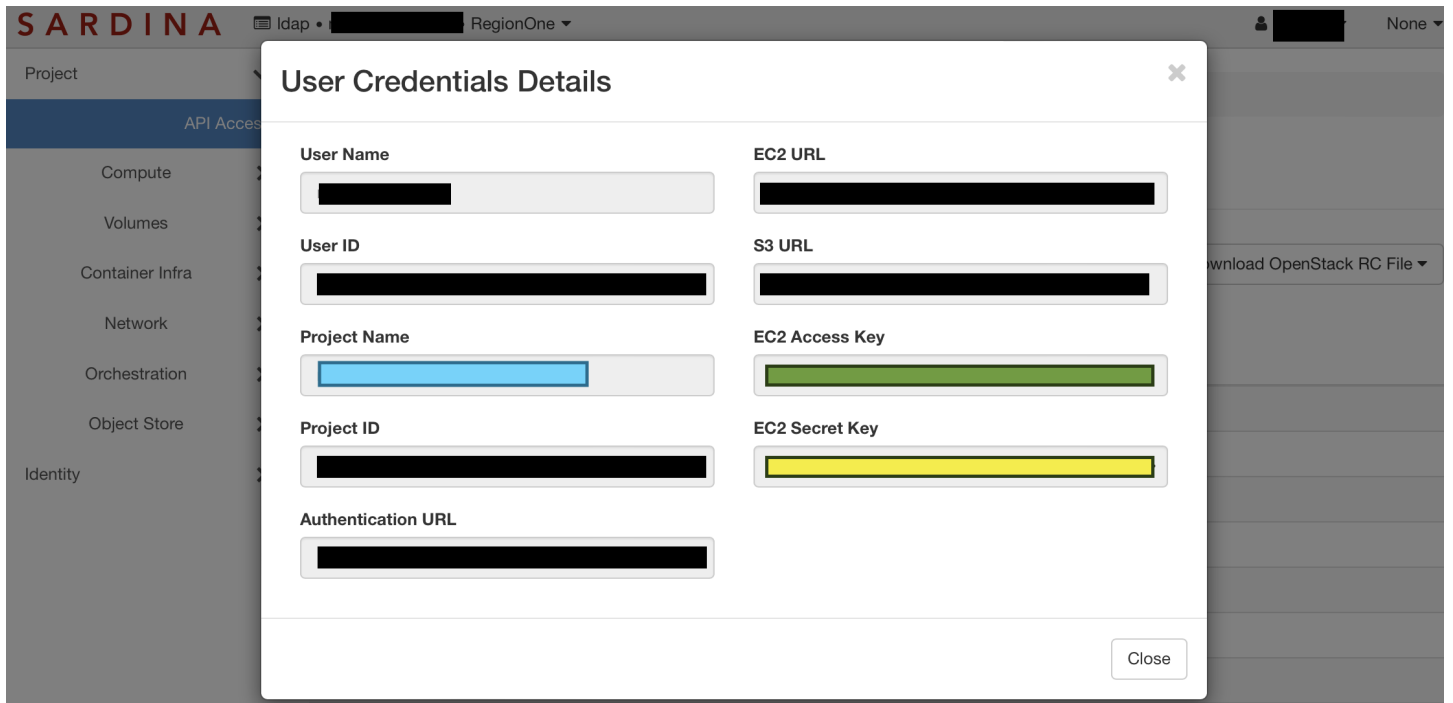 SARDINA
ldap • RegionOne
None
Project
API Acces
Compute
Volumes
Container Infra
Network
Orchestration
Object Store
Identity
User Credentials Details
User Name
EC2 URL
User ID
S3 URL
Project Name
EC2 Access Key
Project ID
EC2 Secret Key
Authentication URL
ownload OpenStack RC File
Close